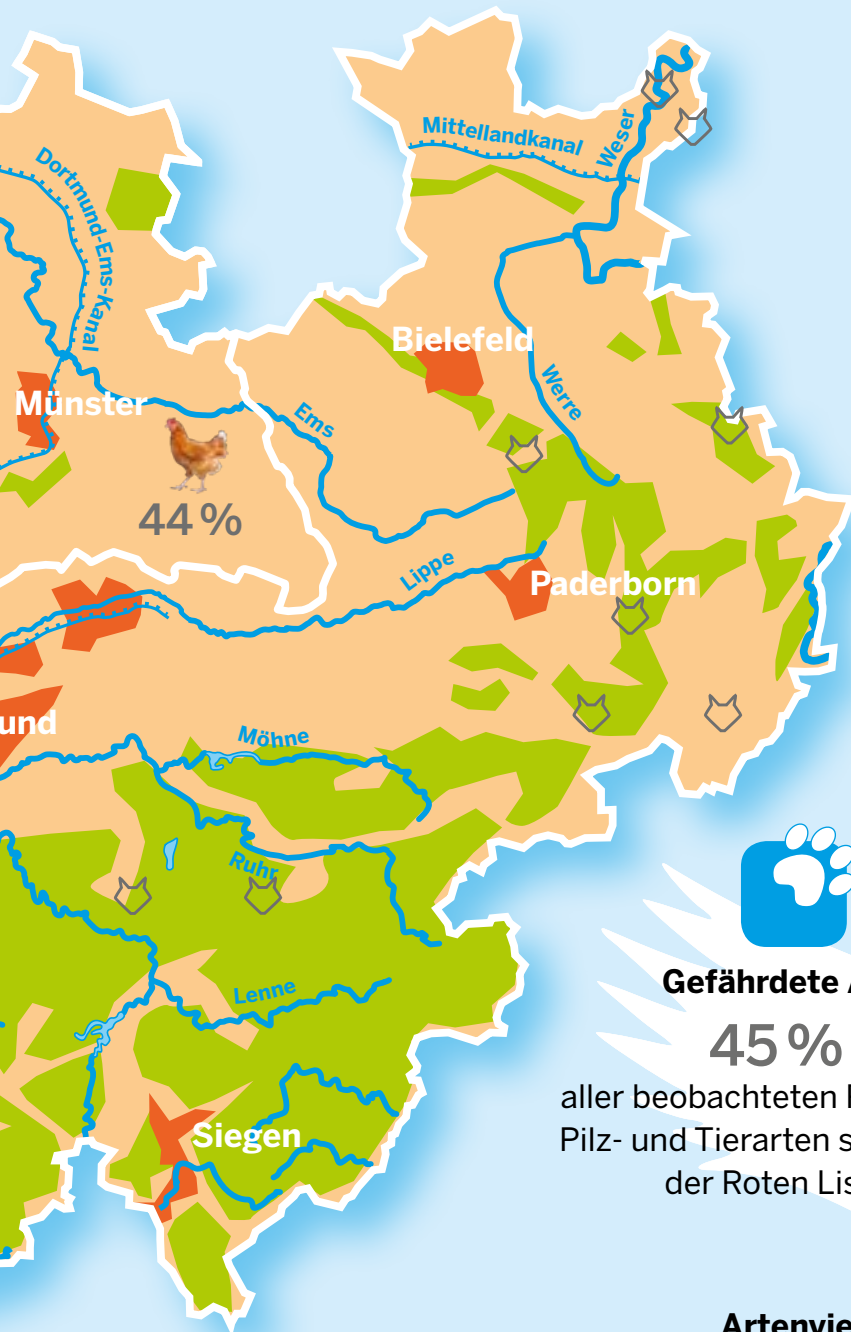 Mittellandkanal
Weser
Dortmund-Ems-Kanal
Bielefeld
Münster
Ems
Werre
44 %
Lippe
Paderborn
und
Möhne
Ruhr
Lenne
Siegen
Gefährdete
45 %
aller beobachteten
Pilz- und Tierarten
der Roten